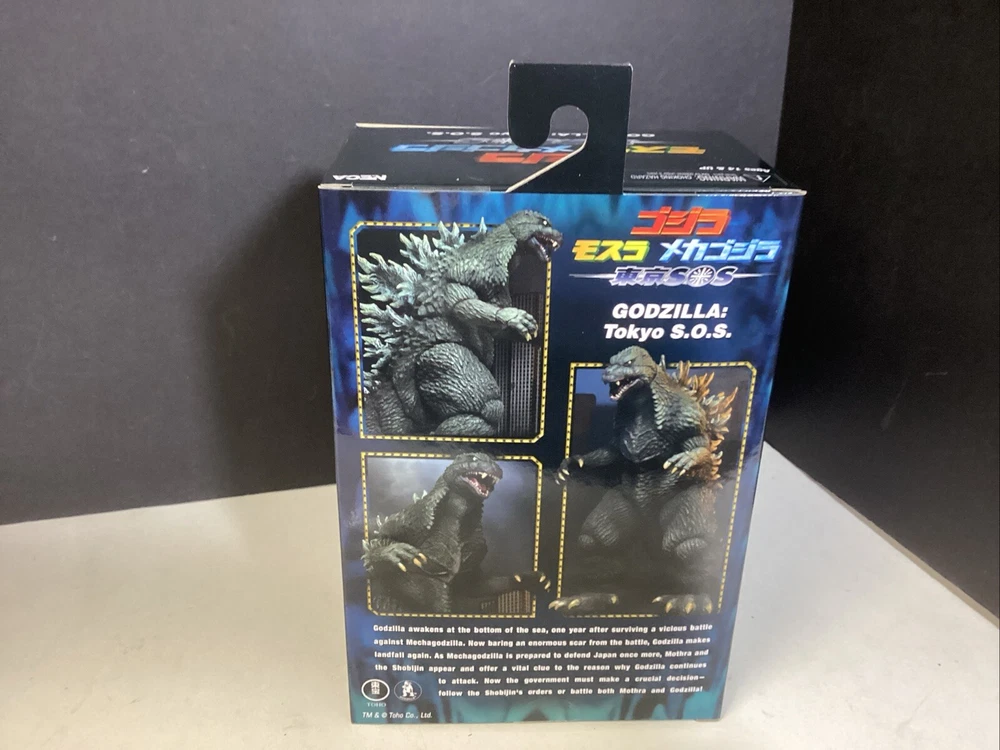 NECA
Ages 14 & UP
ゴジラ
モスラ メカゴジラ
東京SOS
GODZILLA:
Tokyo S.O.S.
Godzilla awakens at the bottom of the sea, one year after surviving a vicious battle
against Mechagodzilla. Now baring an enormous scar from the battle, Godzilla makes
landfall again. As Mechagodzilla is prepared to defend Japan once more, Mothra and
the Shobijin appear and offer a vital clue to the reason why Godzilla continues
to attack. Now the government must make a crucial decision–
follow the Shobijin's orders or battle both Mothra and Godzilla!
TOHO
TM & © Toho Co., Ltd.